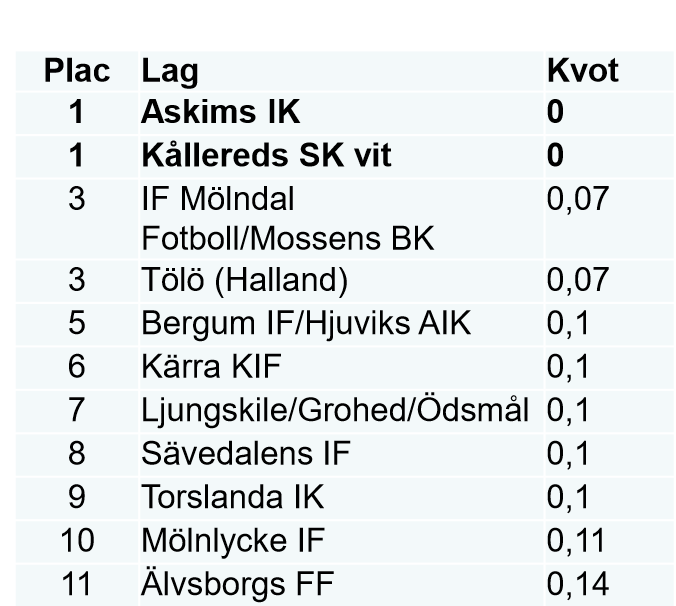 Plac Lag Kvot
1 Askims IK 0
1 Kållereds SK vit 0
3 IF Mölndal 0,07
Fotboll/Mossens BK
3 Tölö (Halland) 0,07
5 Bergum IF/Hjuviks AIK 0,1
6 Kärra KIF 0,1
7 Ljungskile/Grohed/Ödsmål 0,1
8 Sävedalens IF 0,1
9 Torslanda IK 0,1
10 Mölnlycke IF 0,11
11 Älvsborgs FF 0,14